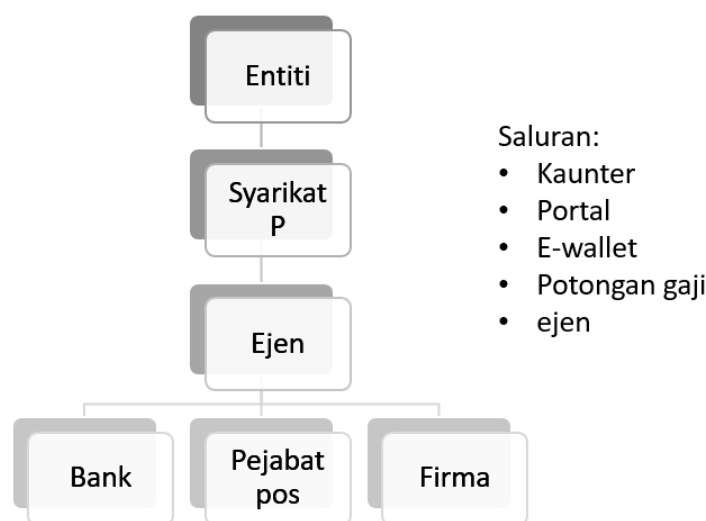 Entiti
Syarikat
P
Ejen
Bank
Pejabat
pos
Firma
Saluran:
• Kaunter
• Portal
• E-wallet
• Potongan gaji
• ejen